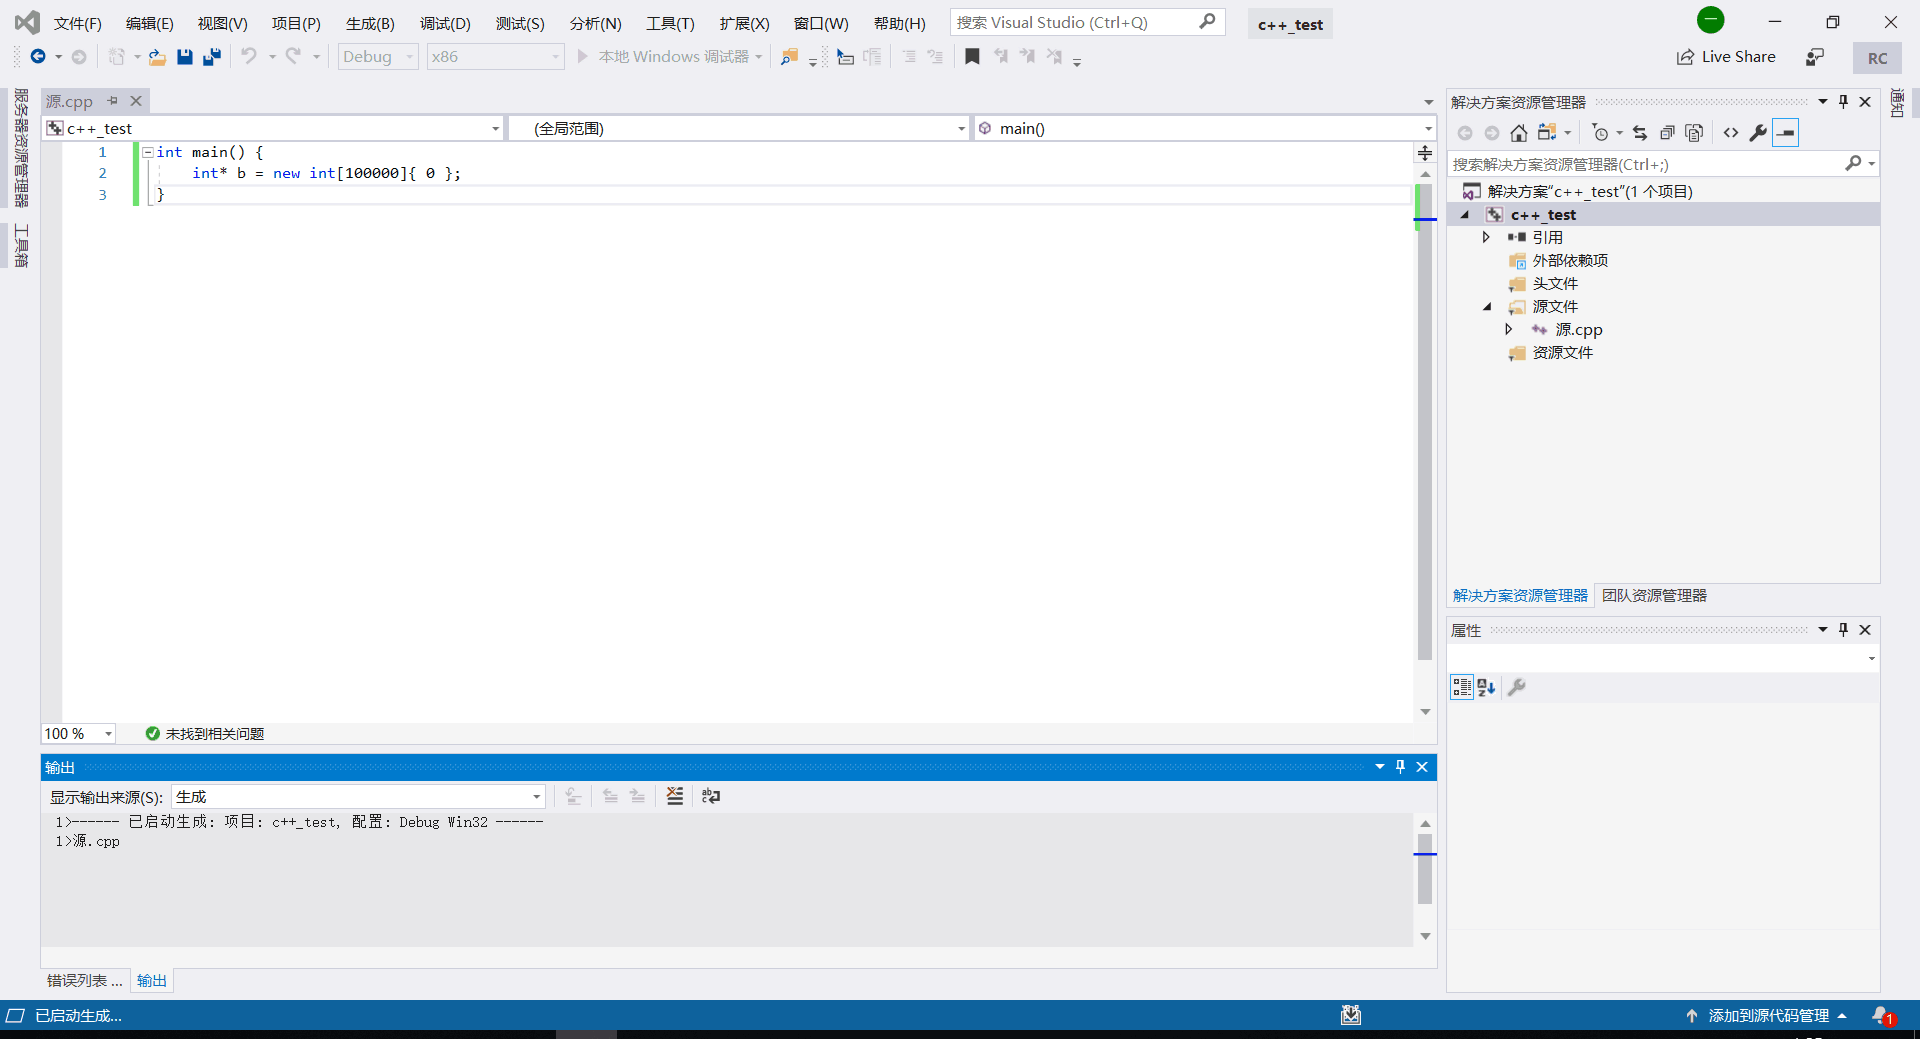 文件(F) 编辑(E) 视图(V) 项目(P) 生成(B) 调试(D) 测试(S) 分析(N) 工具(T) 扩展(X) 窗口(W) 帮助(H) 搜索 Visual Studio (Ctrl+Q) c++_test
Debug x86 本地 Windows 调试器 Live Share RC
服务器资源管理器
工具箱
源.cpp
c++_test (全局范围) main()
1 int main() {
2 int* b = new int[100000]{ 0 };
3 }
100 % 未找到相关问题
输出
显示输出来源(S): 生成
1>------ 已启动生成: 项目: c++_test, 配置: Debug Win32 ------
1>源.cpp
错误列表 ... 输出
解决方案资源管理器
搜索解决方案资源管理器(Ctrl+;)
解决方案“c++_test”(1 个项目)
c++_test
引用
外部依赖项
头文件
源文件
源.cpp
资源文件
解决方案资源管理器 团队资源管理器
属性
通知
已启动生成... 添加到源代码管理 1